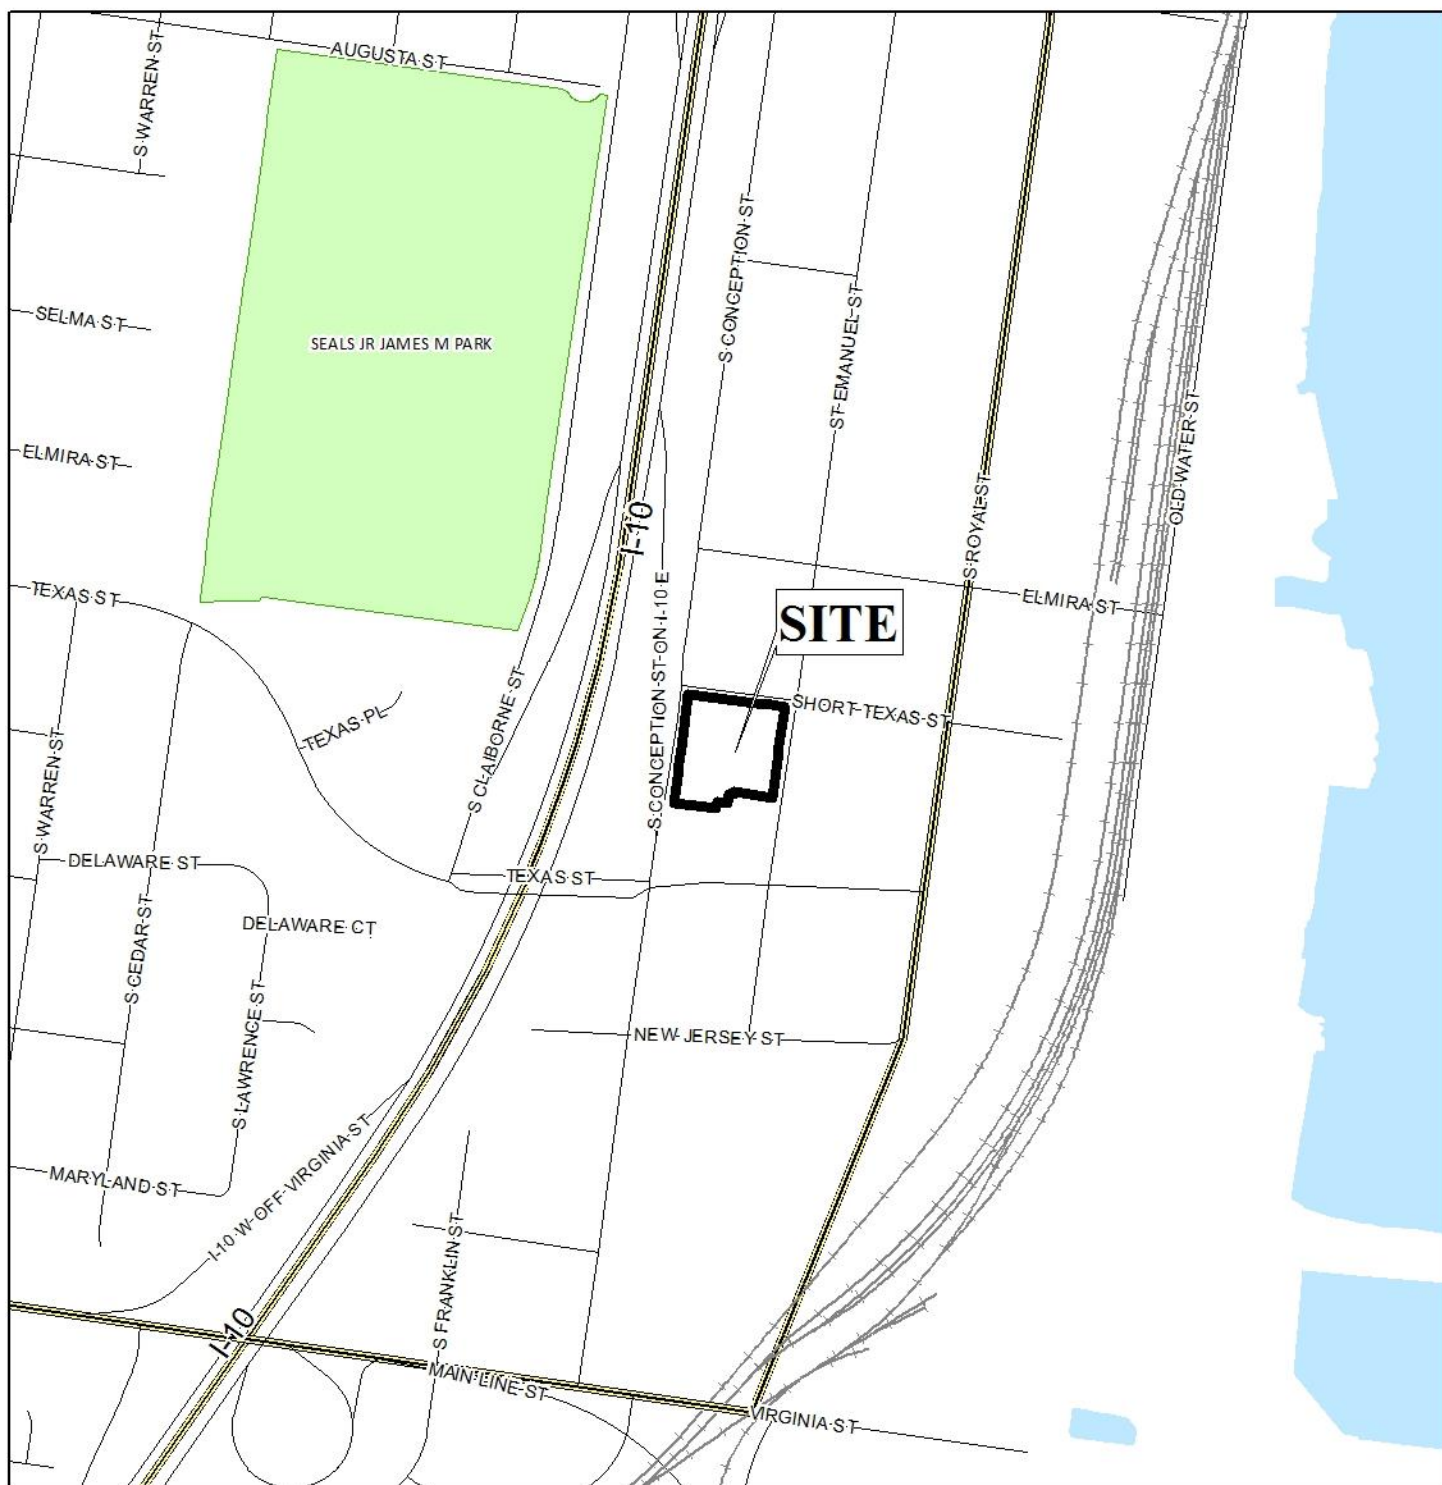 AUGUSTA ST
S WARREN ST
S CONCEPTION ST
SELMA ST
SEALS JR JAMES M PARK
ST EMANUEL ST
ELMIRA ST
OLD WATER ST
I-10
S ROYAL ST
TEXAS ST
ELMIRA ST
SITE
S CONCEPTION ST ON I-10 E
SHORT TEXAS ST
TEXAS PL
S CLAIBORNE ST
S WARREN ST
DELAWARE ST
TEXAS ST
DELAWARE CT
S CEDAR ST
S LAWRENCE ST
NEW JERSEY ST
MARYLAND ST
I-10 W OFF VIRGINIA ST
S FRANKLIN ST
I-10
MAIN LINE ST
VIRGINIA ST